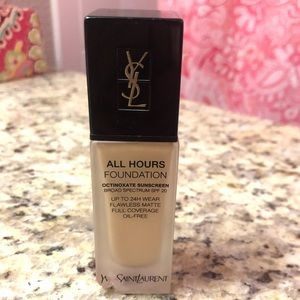 YSL
ALL HOURS
FOUNDATION
OCTINOXATE SUNSCREEN
BROAD SPECTRUM SPF 20
UP TO 24H WEAR
FLAWLESS MATTE
FULL COVERAGE
OIL-FREE
YSL SAINT LAURENT